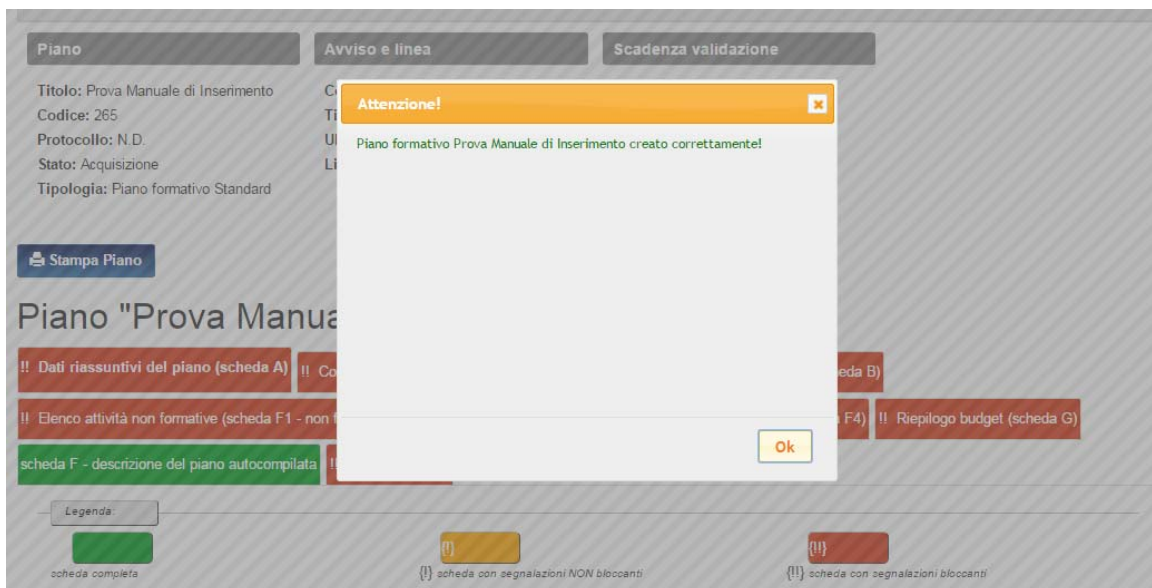 Piano
Avviso e linea
Scadenza validazione
Titolo: Prova Manuale di Inserimento
Codice: 265
Protocollo: N.D.
Stato: Acquisizione
Tipologia: Piano formativo Standard
Attenzione!
Piano formativo Prova Manuale di Inserimento creato correttamente!
Ok
Stampa Piano
Piano "Prova
!! Dati riassuntivi del piano (scheda A)
!!
B)
!! Elenco attività non formative (scheda F1 - non
F4)
!! Riepilogo budget (scheda G)
scheda F - descrizione del piano autocompilata
Legenda:
scheda completa
{!}
{!} scheda con segnalazioni NON bloccanti
{!!}
{!!} scheda con segnalazioni bloccanti